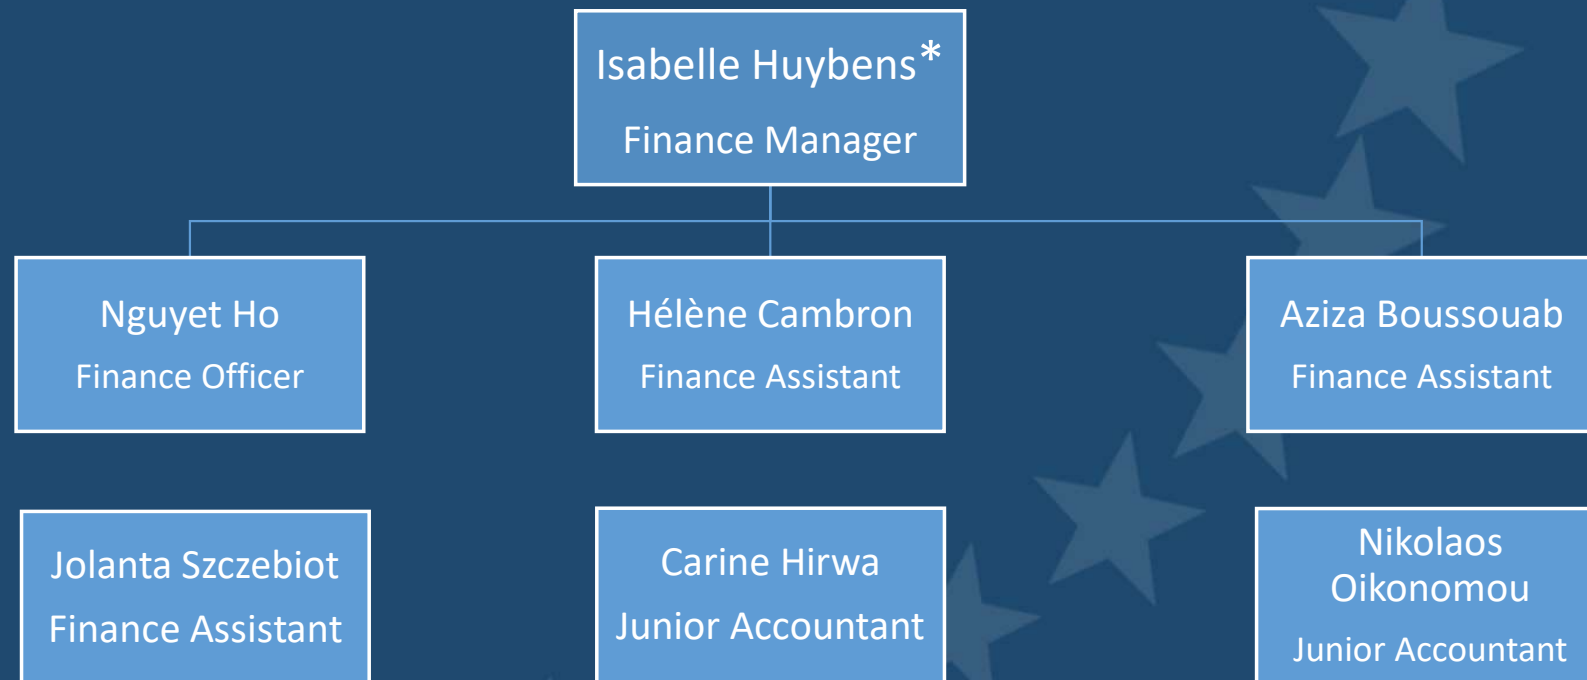 Isabelle Huybens*
Finance Manager
Nguyet Ho
Finance Officer
Hélène Cambron
Finance Assistant
Aziza Boussouab
Finance Assistant
Jolanta Szczebiot
Finance Assistant
Carine Hirwa
Junior Accountant
Nikolaos
Oikonomou
Junior Accountant